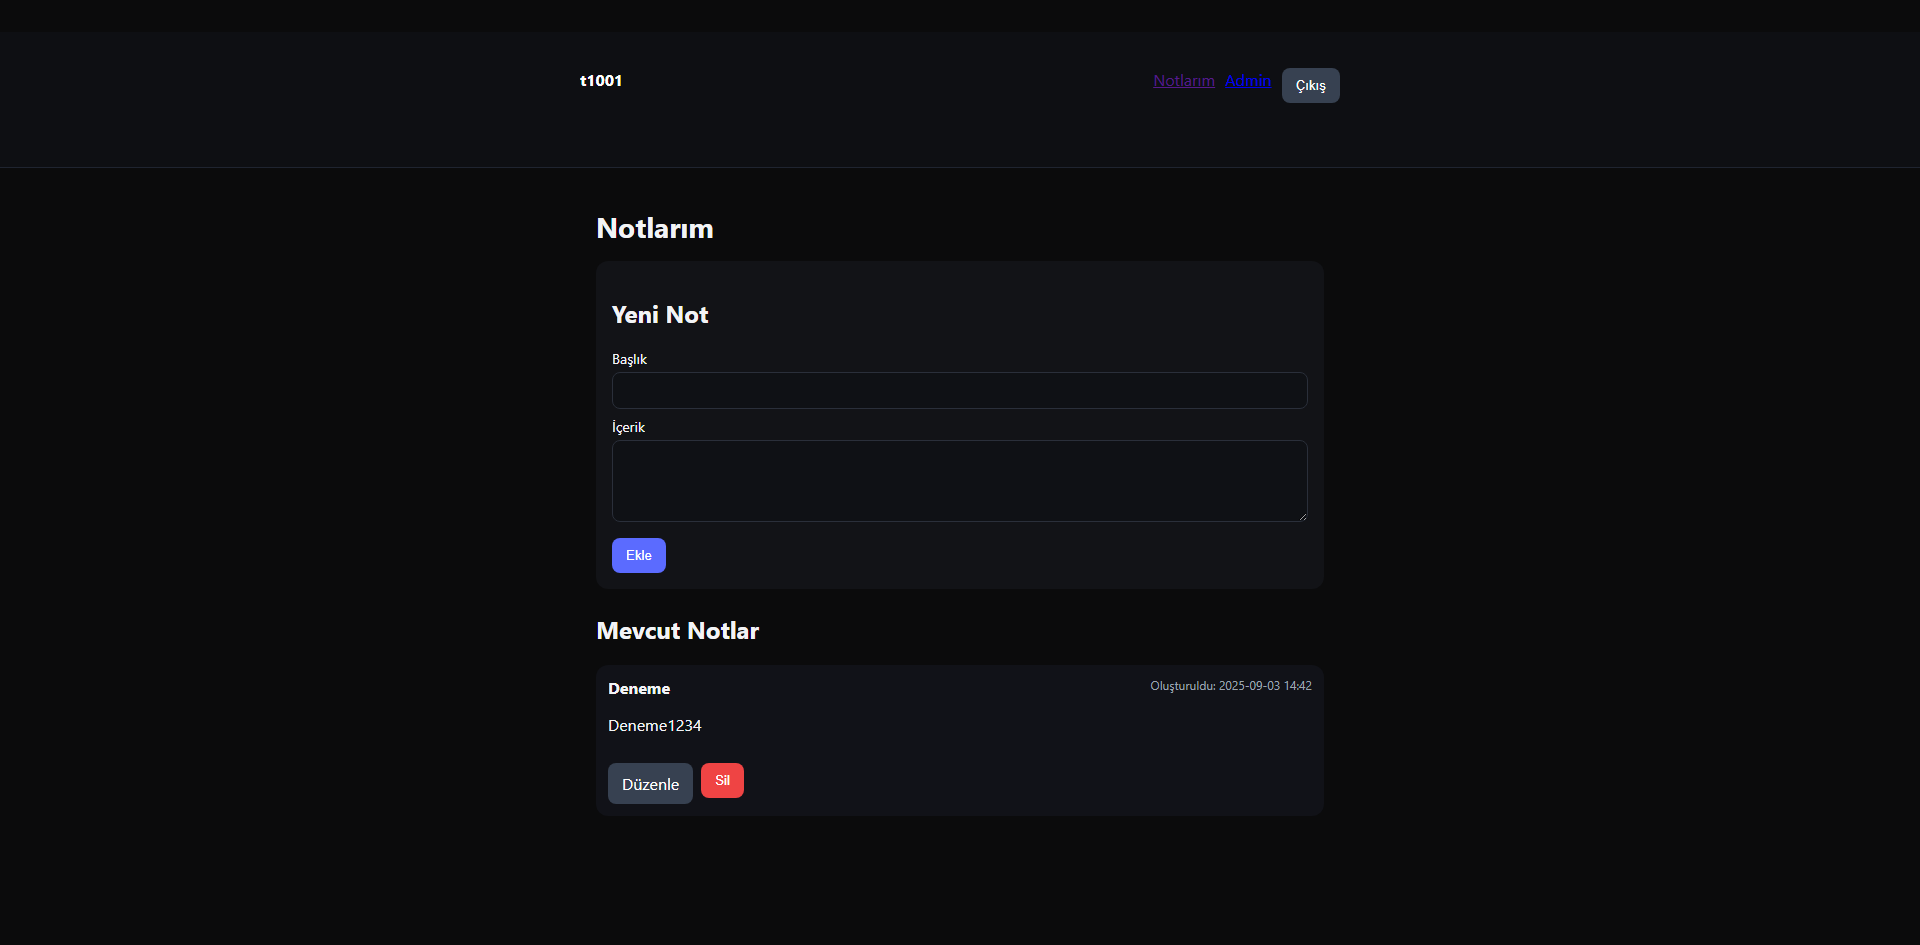 t1001 Notlarım Admin Çıkış
Notlarım
Yeni Not
Başlık
İçerik
Ekle
Mevcut Notlar
Deneme Oluşturuldu: 2025-09-03 14:42
Deneme1234
Düzenle Sil